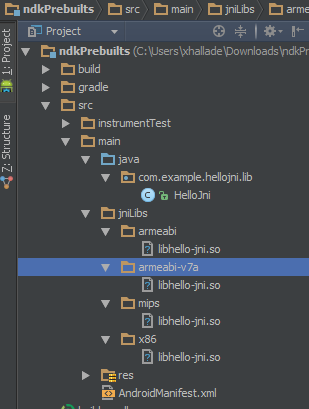 ndkPrebuilts src main jniLibs arme
Project
1: Project
Z: Structure
ndkPrebuilts (C:\Users\xhallade\Downloads\ndkP
build
gradle
src
instrumentTest
main
java
com.example.hellojni.lib
HelloJni
jniLibs
armeabi
libhello-jni.so
armeabi-v7a
libhello-jni.so
mips
libhello-jni.so
x86
libhello-jni.so
res
AndroidManifest.xml